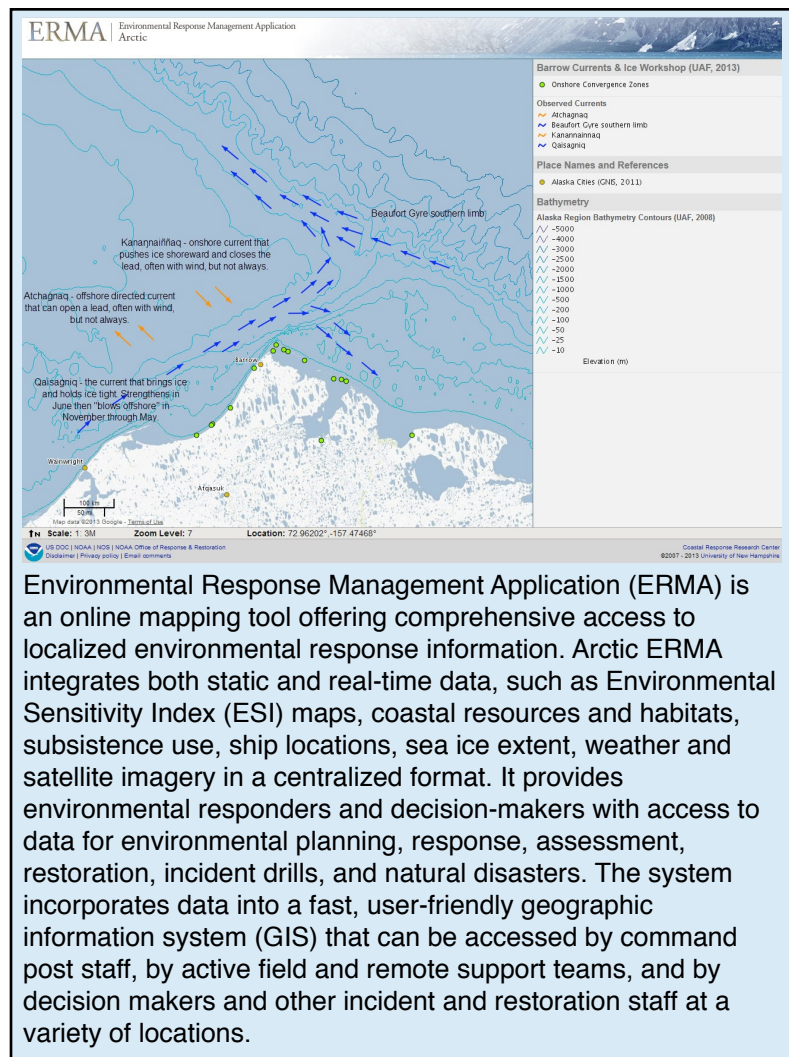 ERMA
Environmental Response Management Application
Arctic
Barrow Currents & Ice Workshop (UAF, 2013)
Onshore Convergence Zones
Observed Currents
Atchagnaq
Beaufort Gyre southern limb
Kanannainnaq
Qaisagniq
Place Names and References
Alaska Cities (GNIS, 2011)
Bathymetry
Alaska Region Bathymetry Contours (UAF, 2008)
-5000
-4000
-3000
-2500
-2000
-1500
-1000
-500
-200
-100
-50
-25
-10
Elevation (m)
Beaufort Gyre southern limb
Kanaŋnaiññaq - onshore current that
pushes ice shoreward and closes the
lead, often with wind, but not always.
Atchagnaq - offshore directed current
that can open a lead, often with wind,
but not always.
Barrow
Qaisagniq - the current that brings ice
and holds ice tight. Strengthens in
June then "blows offshore" in
November through May.
Wainwright
Atqasuk
100 km
50 mi
Map data ©2013 Google - Terms of Use
N Scale: 1: 3M Zoom Level: 7 Location: 72.96202°,-157.47468°
US DOC | NOAA | NOS | NOAA Office of Response & Restoration
Disclaimer | Privacy policy | Email comments
Coastal Response Research Center
©2007 - 2013 University of New Hampshire
Environmental Response Management Application (ERMA) is
an online mapping tool offering comprehensive access to
localized environmental response information. Arctic ERMA
integrates both static and real-time data, such as Environmental
Sensitivity Index (ESI) maps, coastal resources and habitats,
subsistence use, ship locations, sea ice extent, weather and
satellite imagery in a centralized format. It provides
environmental responders and decision-makers with access to
data for environmental planning, response, assessment,
restoration, incident drills, and natural disasters. The system
incorporates data into a fast, user-friendly geographic
information system (GIS) that can be accessed by command
post staff, by active field and remote support teams, and by
decision makers and other incident and restoration staff at a
variety of locations.